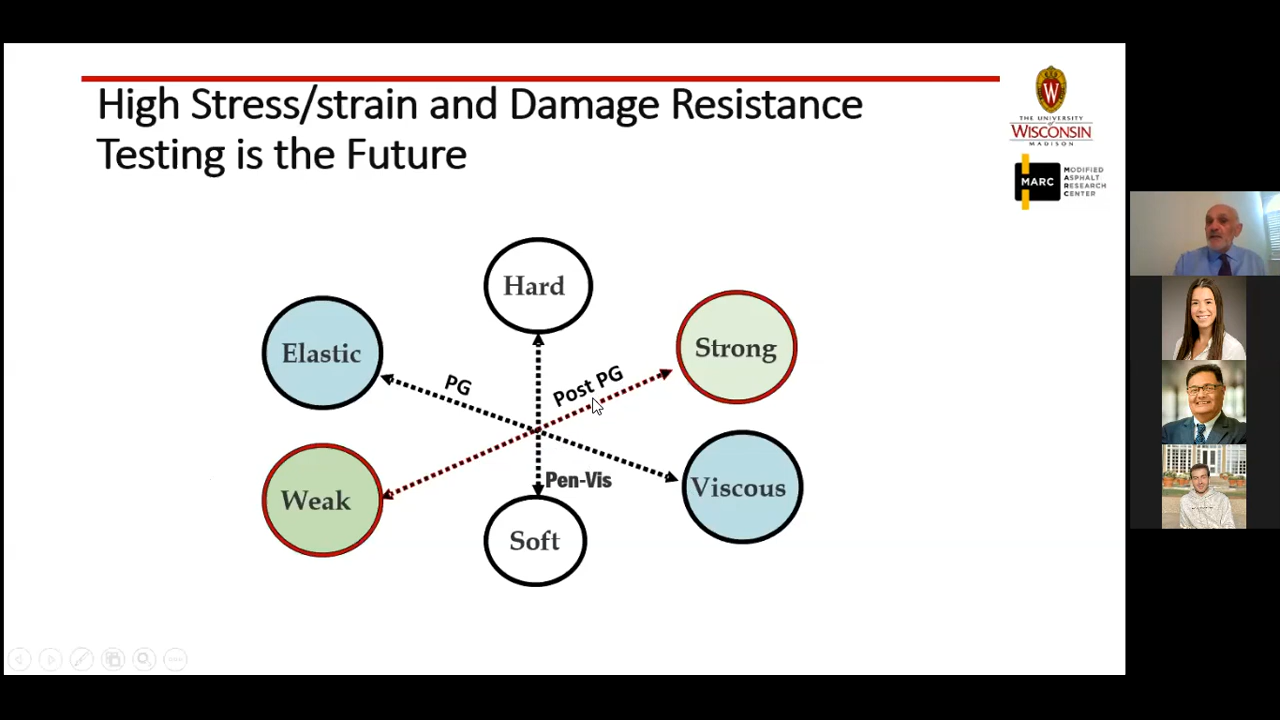 High Stress/strain and Damage Resistance
Testing is the Future
THE UNIVERSITY
of
WISCONSIN
MADISON
MARC
MODIFIED
ASPHALT
RESEARCH
CENTER
Hard
Elastic
Strong
PG
Post PG
Weak
Pen-Vis
Viscous
Soft